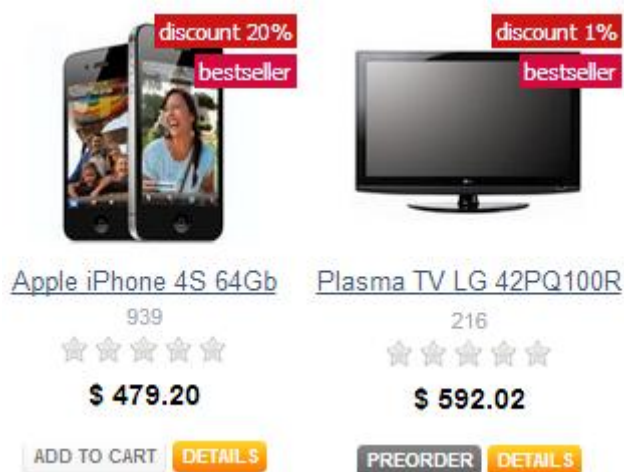 discount 20%
bestseller
Apple iPhone 4S 64Gb
939
$ 479.20
ADD TO CART
DETAILS
discount 1%
bestseller
Plasma TV LG 42PQ100R
216
$ 592.02
PREORDER
DETAILS